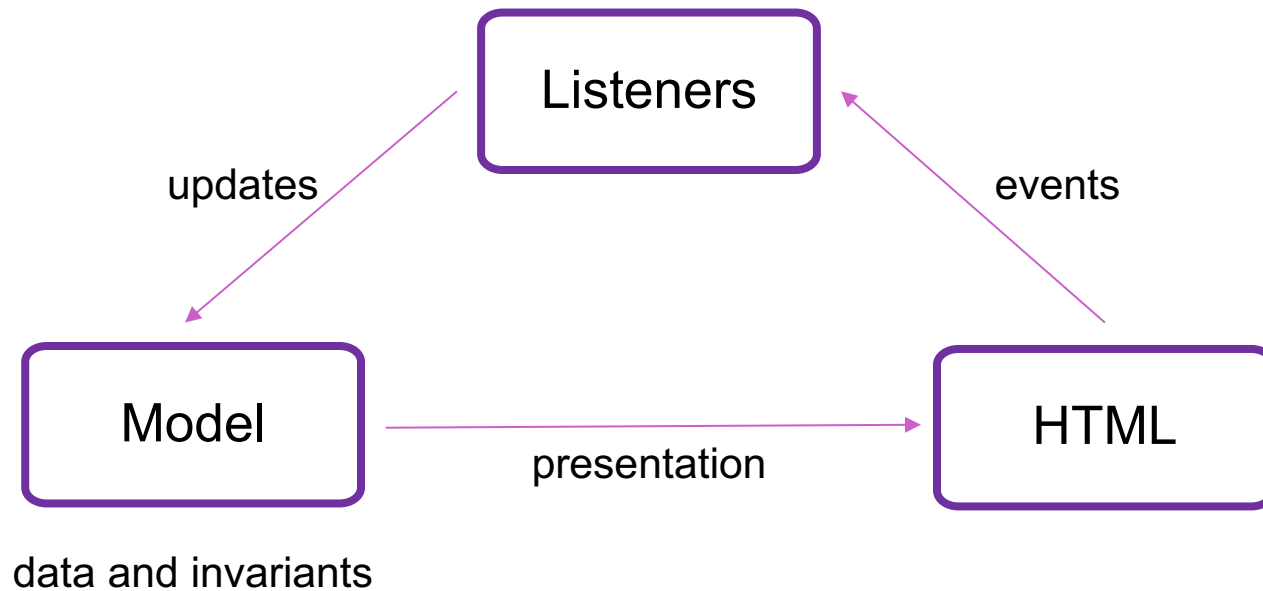 Listeners
updates
events
Model
HTML
presentation
data and invariants